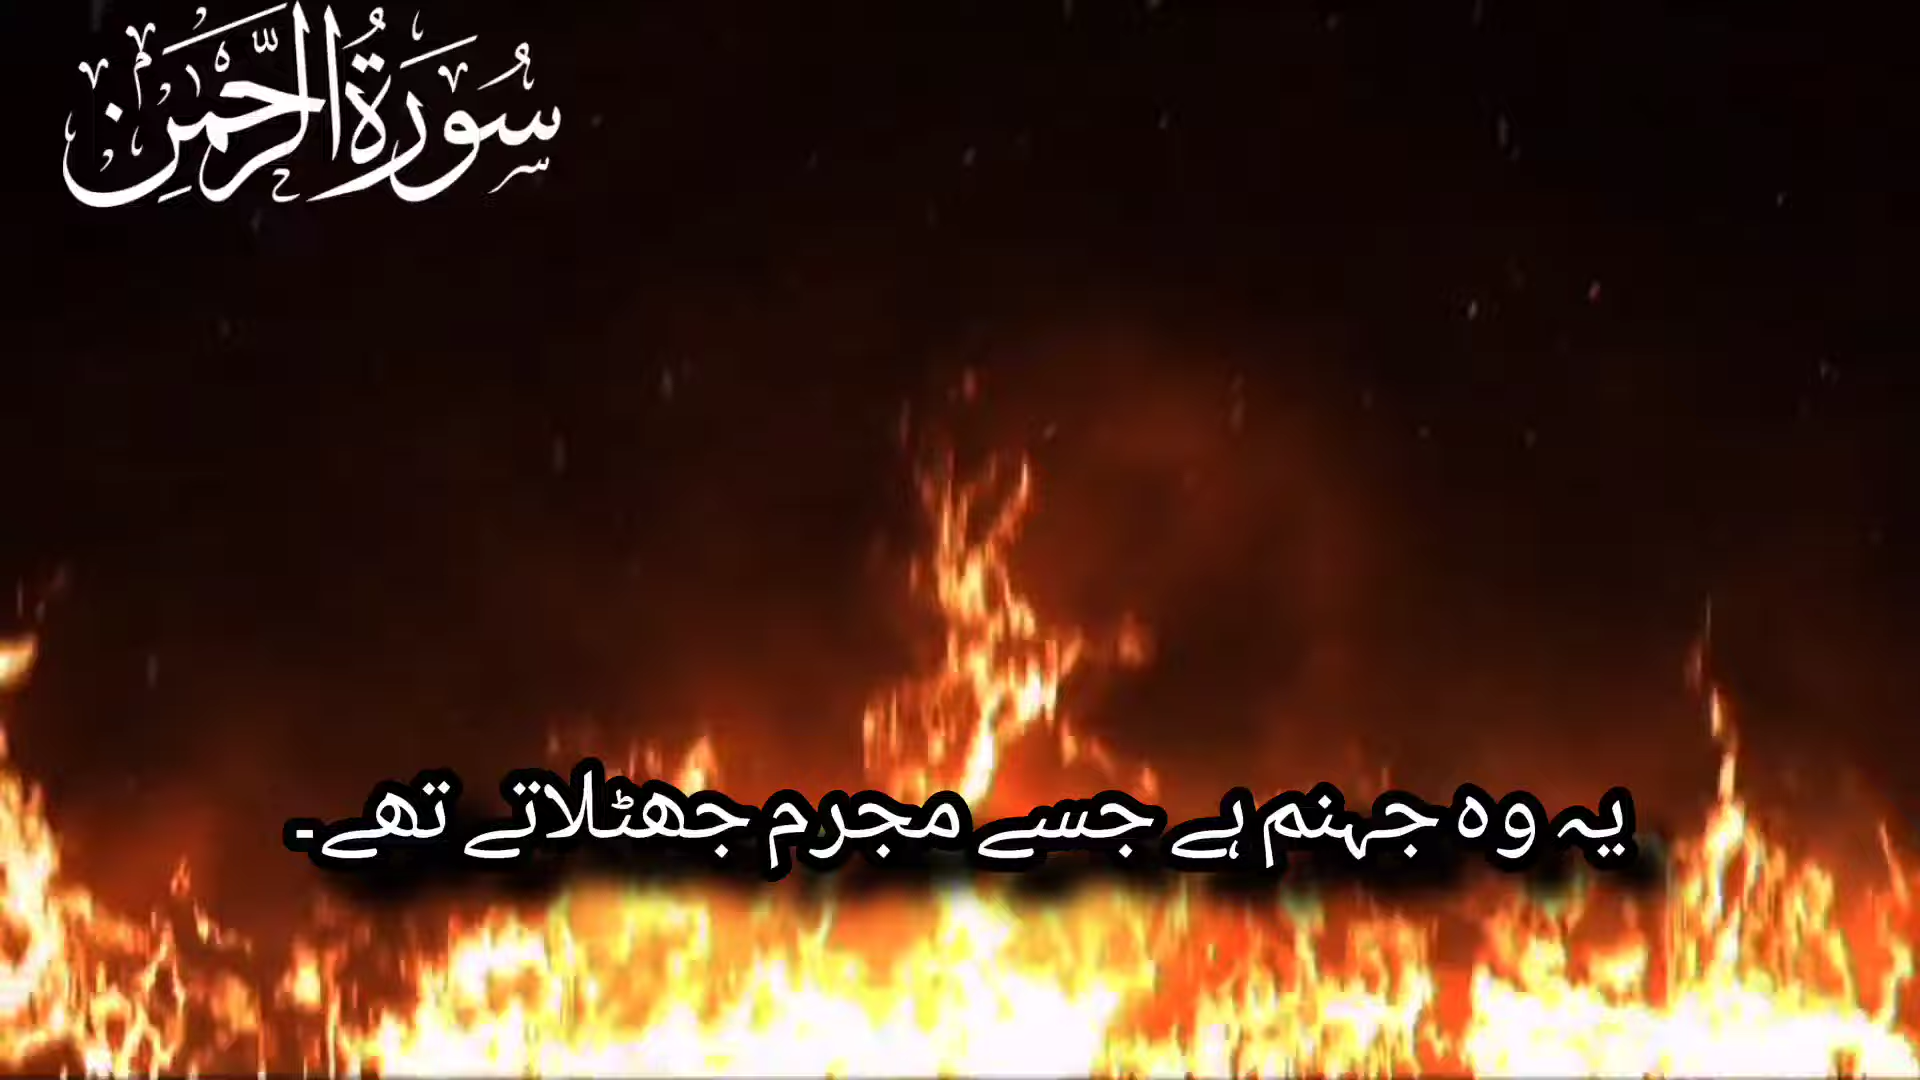 سُورَةُ الرَّحْمٰنِ
یہ وہ جہنم ہے جسے مجرم جھٹلاتے تھے۔